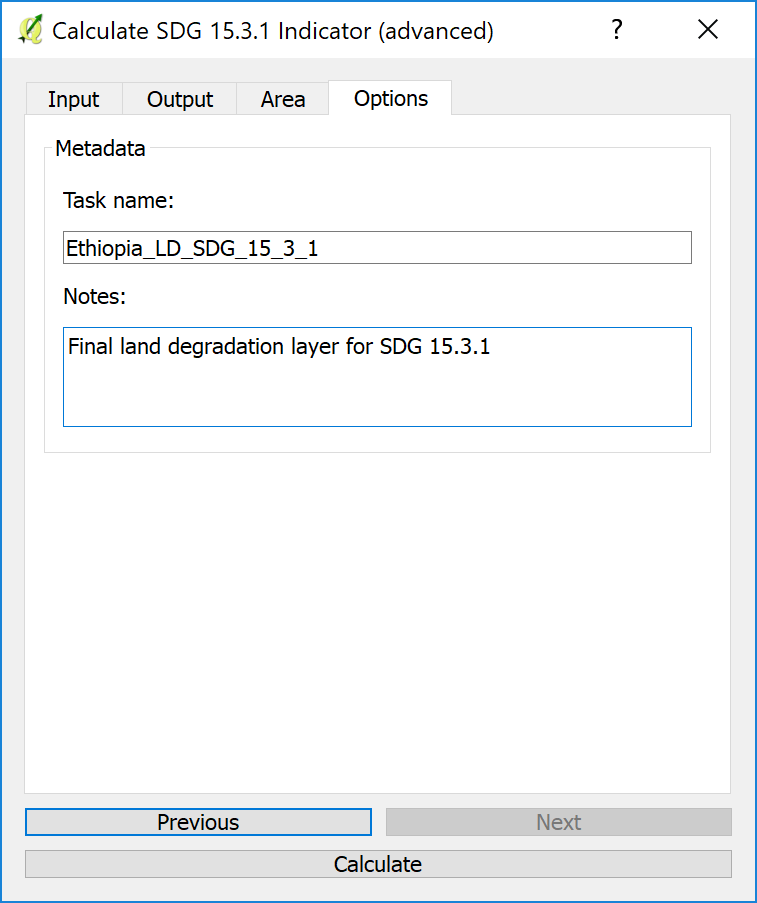 Calculate SDG 15.3.1 Indicator (advanced) ?
Input Output Area Options
Metadata
Task name:
Ethiopia_LD_SDG_15_3_1
Notes:
Final land degradation layer for SDG 15.3.1
Previous Next
Calculate